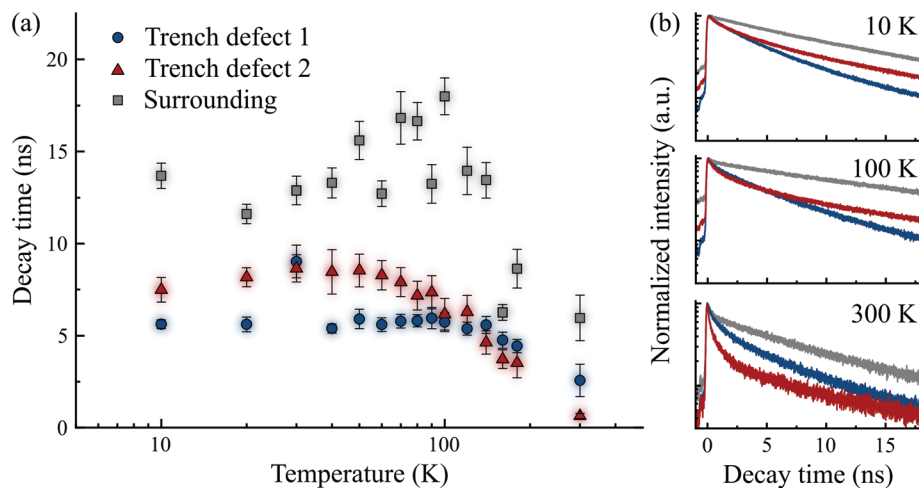 (a)
Trench defect 1
Trench defect 2
Surrounding
Decay time (ns)
20
15
10
5
0
10
100
1000
Temperature (K)
(b)
Normalized intensity (a.u.)
10 K
100 K
300 K
0
5
10
15
Decay time (ns)